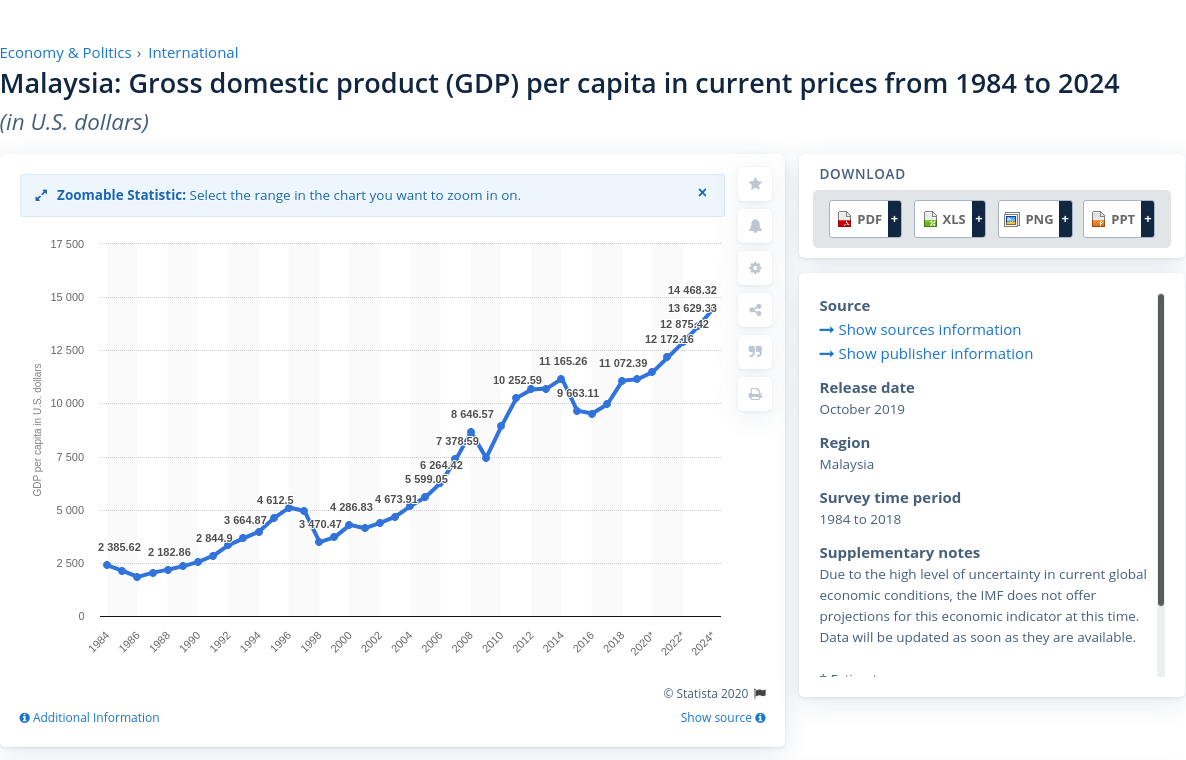 Economy & Politics › International
Malaysia: Gross domestic product (GDP) per capita in current prices from 1984 to 2024
(in U.S. dollars)
Zoomable Statistic: Select the range in the chart you want to zoom in on. ×
GDP per capita in U.S. dollars
17 500
15 000
12 500
10 000
7 500
5 000
2 500
0
2 385.62
2 182.86
2 844.9
3 664.87
4 612.5
3 470.47
4 286.83
4 673.91
5 599.05
6 264.42
7 378.59
8 646.57
10 252.59
11 165.26
9 663.11
11 072.39
12 172.16
12 875.42
13 629.33
14 468.32
1984
1986
1988
1990
1992
1994
1996
1998
2000
2002
2004
2006
2008
2010
2012
2014
2016
2018
2020*
2022*
2024*
© Statista 2020
Additional Information
Show source
DOWNLOAD
PDF + XLS + PNG + PPT +
Source
Show sources information
Show publisher information
Release date
October 2019
Region
Malaysia
Survey time period
1984 to 2018
Supplementary notes
Due to the high level of uncertainty in current global
economic conditions, the IMF does not offer
projections for this economic indicator at this time.
Data will be updated as soon as they are available.